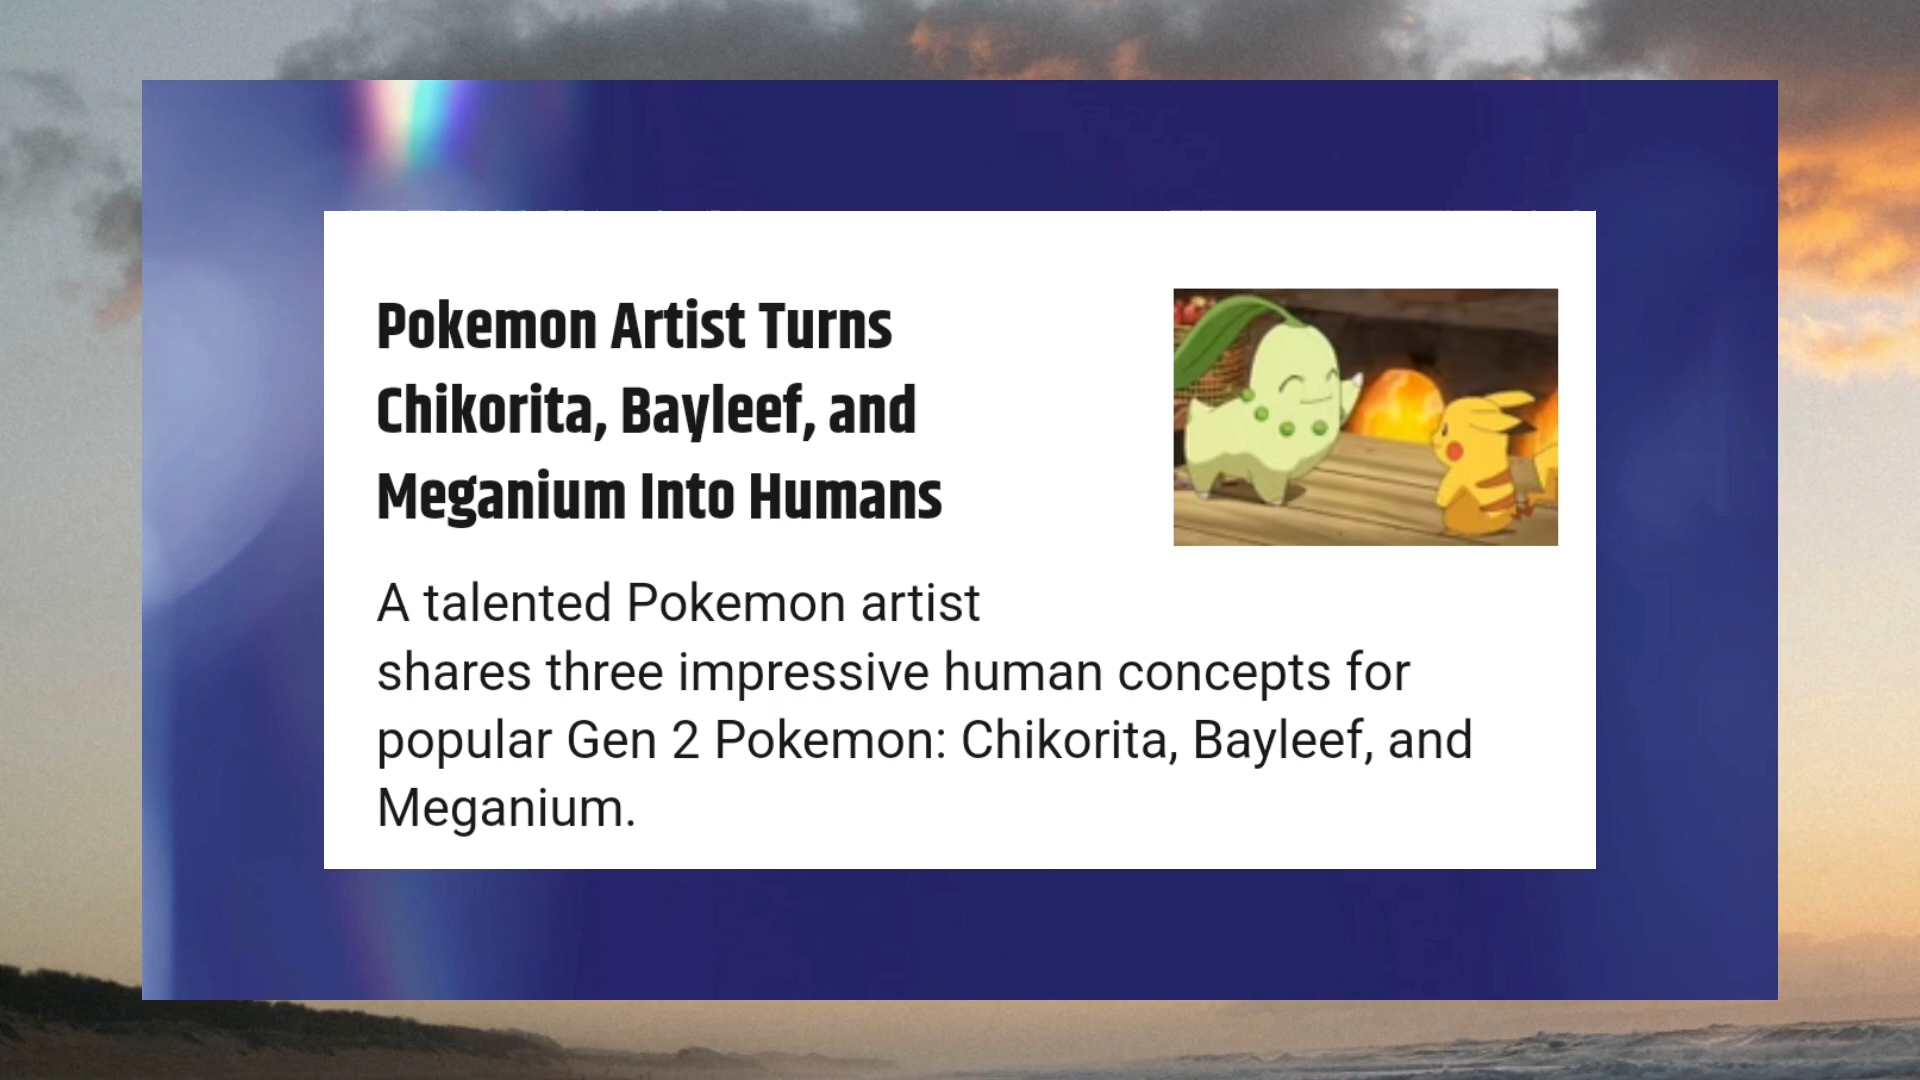 Pokemon Artist Turns
Chikorita, Bayleef, and
Meganium Into Humans
A talented Pokemon artist
shares three impressive human concepts for
popular Gen 2 Pokemon: Chikorita, Bayleef, and
Meganium.